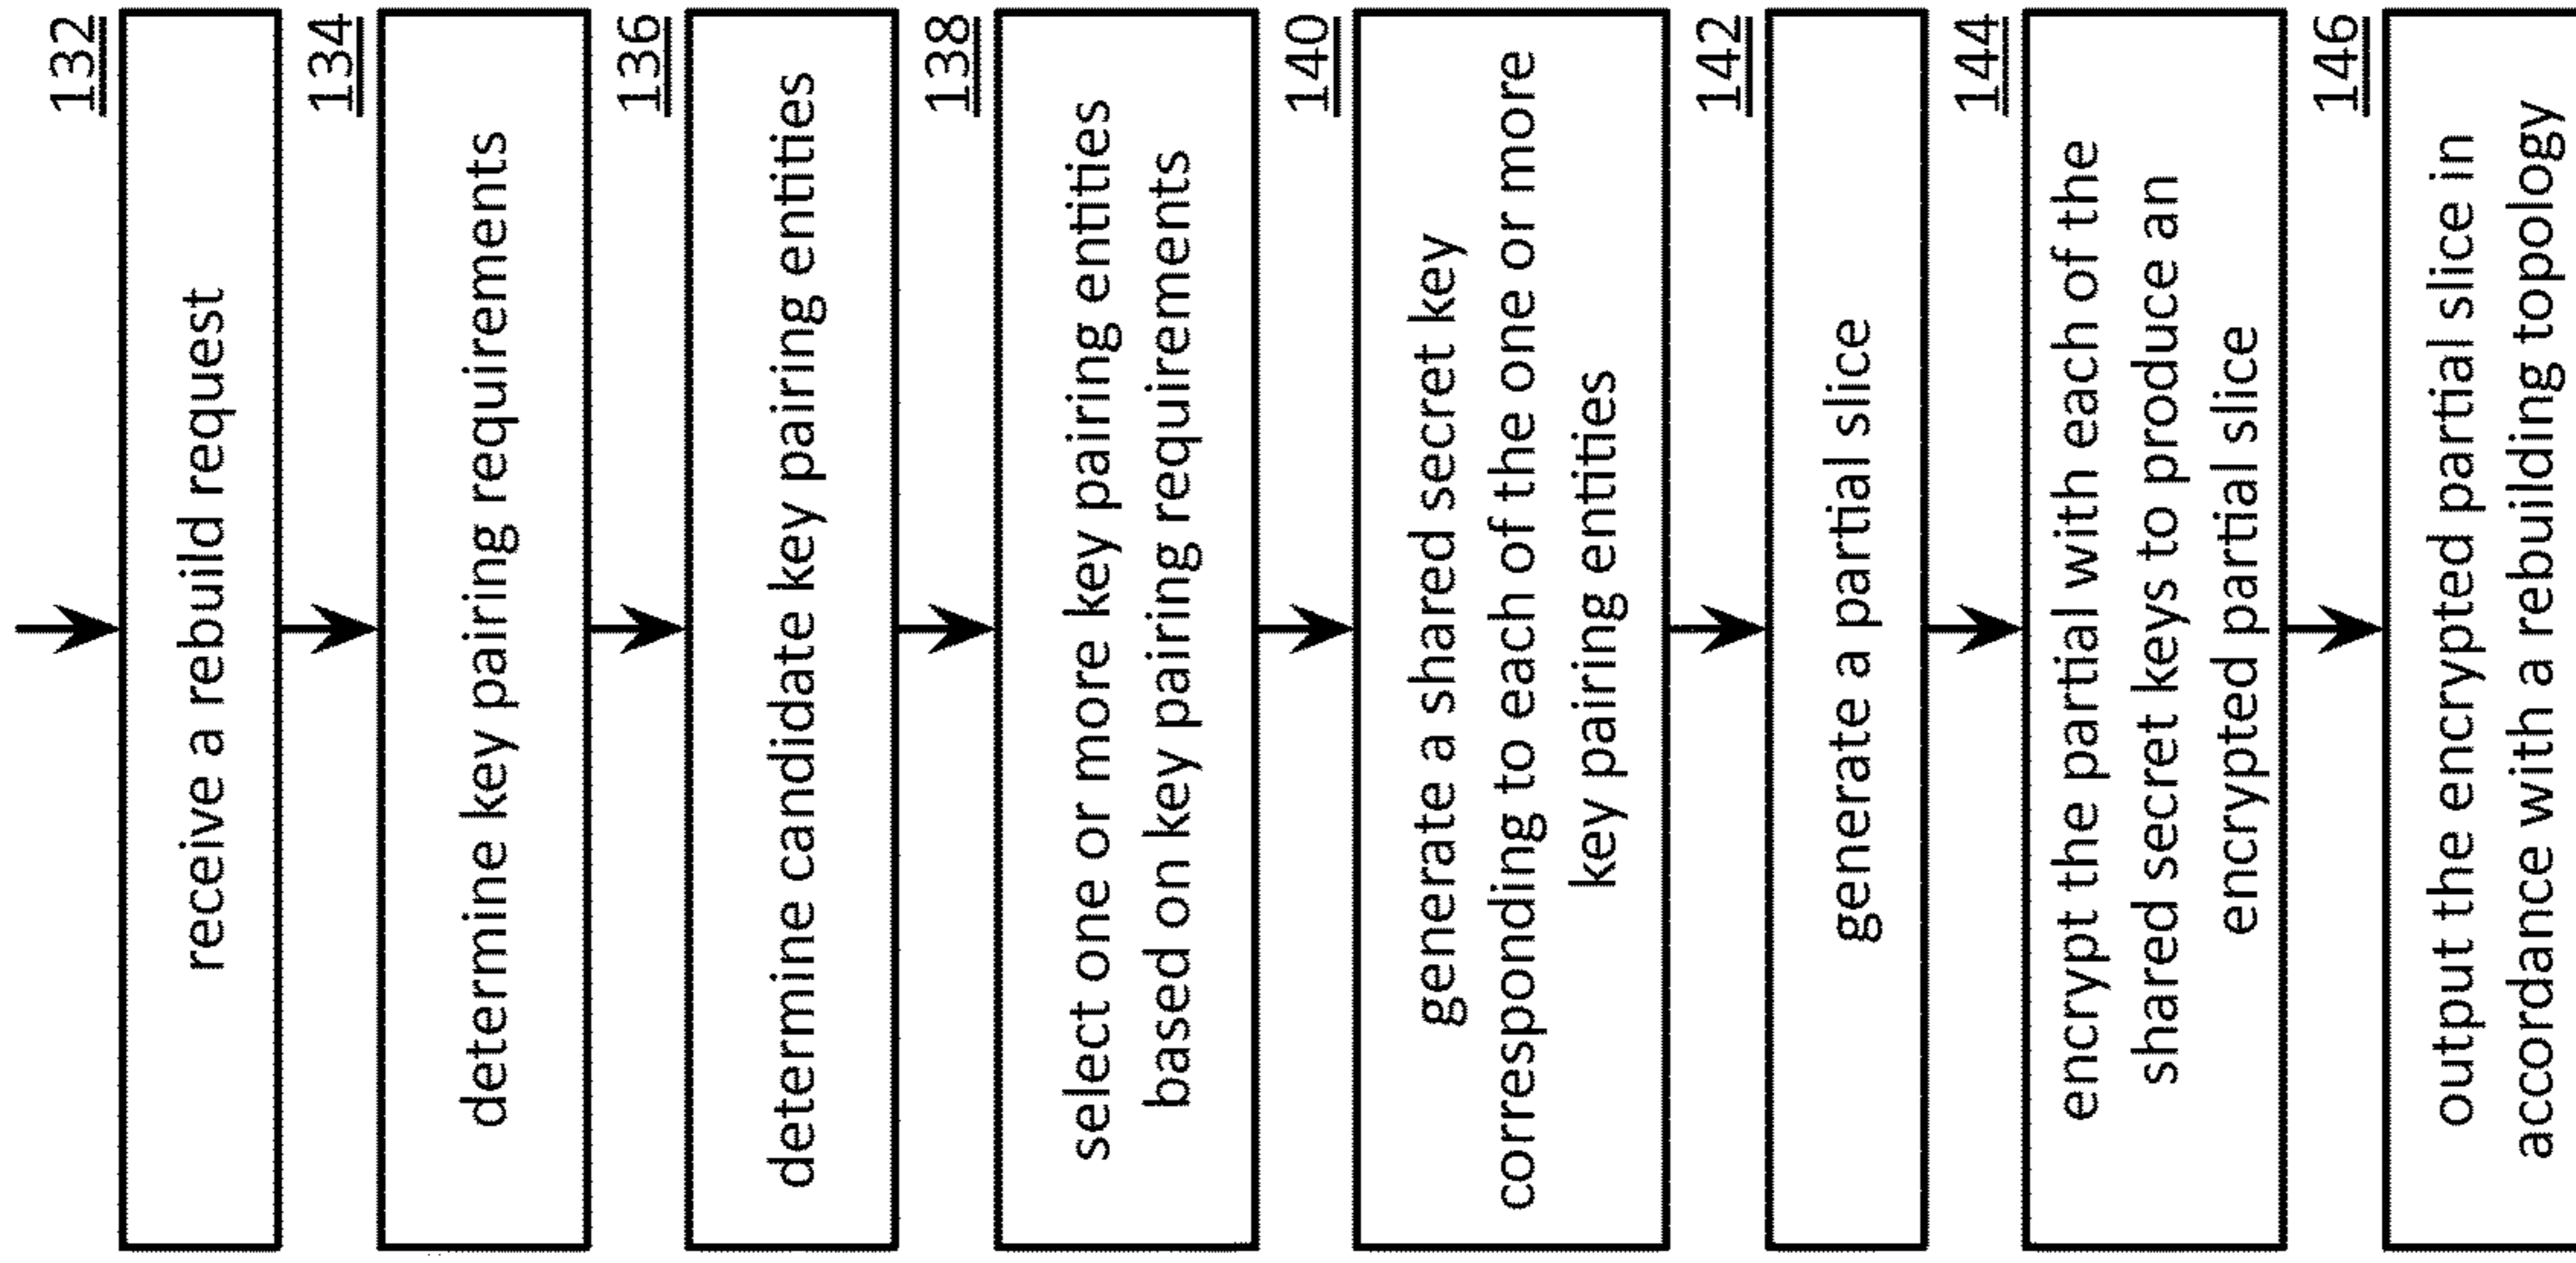 132
receive a rebuild request
134
determine key pairing requirements
136
determine candidate key pairing entities
138
select one or more key pairing entities
based on key pairing requirements
140
generate a shared secret key
corresponding to each of the one or more
key pairing entities
142
generate a partial slice
144
encrypt the partial with each of the
shared secret keys to produce an
encrypted partial slice
146
output the encrypted partial slice in
accordance with a rebuilding topology